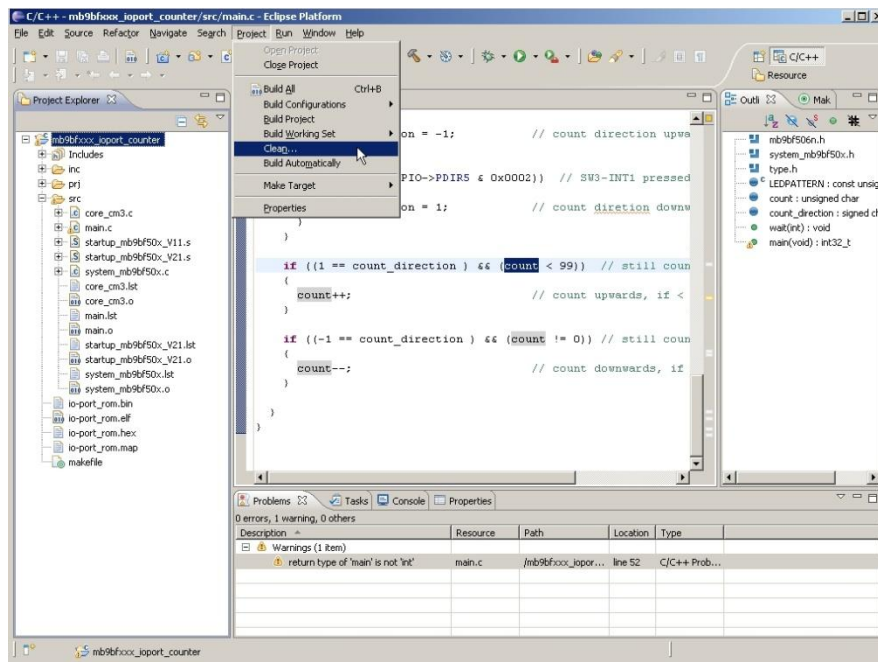 C/C++ - mb9bfxxx_ioport_counter/src/main.c - Eclipse Platform
File Edit Source Refactor Navigate Search Project Run Window Help
C/C++
Resource
Open Project
Close Project
Build All Ctrl+B
Build Configurations
Build Project
Build Working Set
Clean...
Build Automatically
Make Target
Properties
Project Explorer
mb9bfxxx_ioport_counter
Includes
inc
prj
src
core_cm3.c
main.c
startup_mb9bf50x_V11.s
startup_mb9bf50x_V21.s
system_mb9bf50x.c
core_cm3.lst
core_cm3.o
main.lst
main.o
startup_mb9bf50x_V21.lst
startup_mb9bf50x_V21.o
system_mb9bf50x.lst
system_mb9bf50x.o
io-port_rom.bin
io-port_rom.elf
io-port_rom.hex
io-port_rom.map
makefile
on = -1; // count direction upwa
PIO->PDIR5 & 0x0002)) // SW3-INT1 pressed
on = 1; // count diretion downw
}
}
if ((1 == count_direction ) && (count < 99)) // still coun
{
count++; // count upwards, if <
}
if ((-1 == count_direction ) && (count != 0)) // still coun
{
count--; // count downwards, if
}
}
}
Outli Mak
mb9bf506n.h
system_mb9bf50x.h
type.h
LEDPATTERN : const unsig
count : unsigned char
count_direction : signed ch
wait(int) : void
main(void) : int32_t
Problems Tasks Console Properties
0 errors, 1 warning, 0 others
Description Resource Path Location Type
Warnings (1 item)
return type of 'main' is not 'int' main.c /mb9bfxxx_iopor... line 52 C/C++ Prob...
mb9bfxxx_ioport_counter